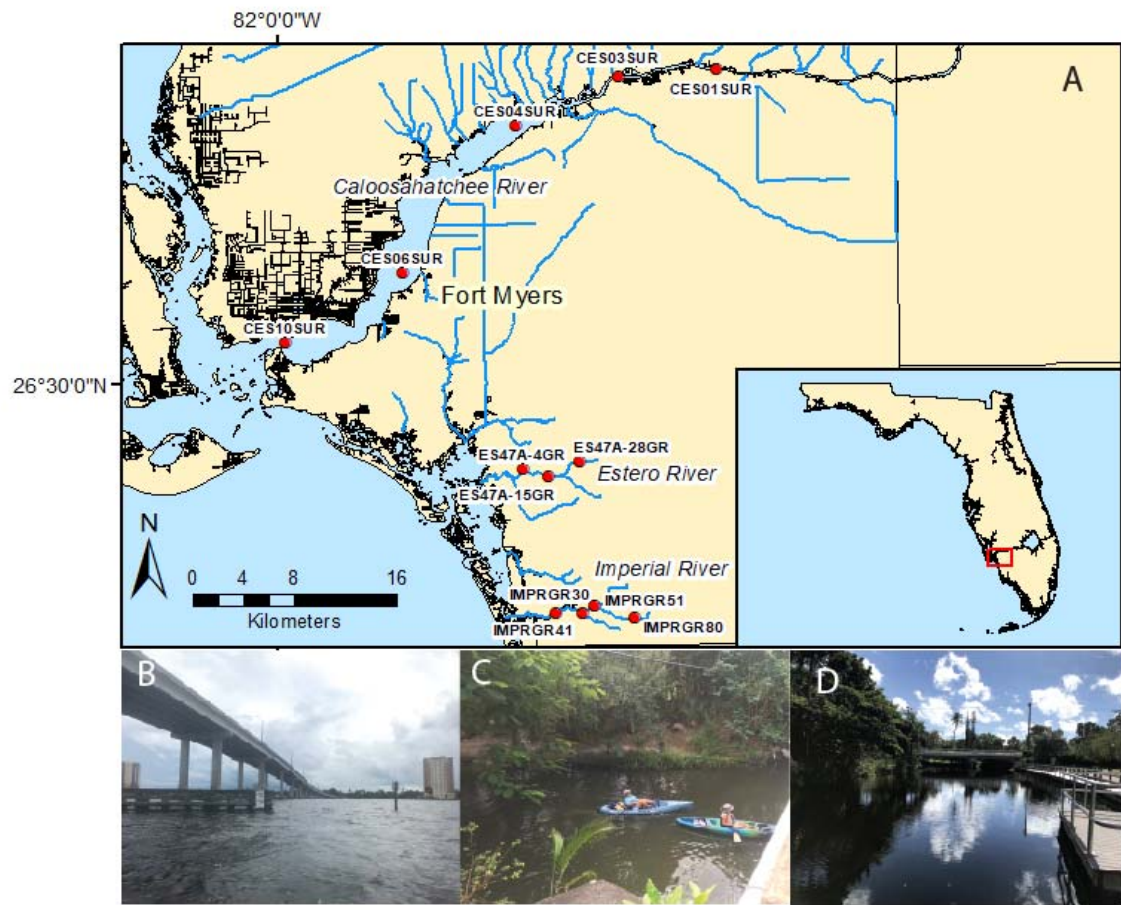 82°0'0"W
A
CES03SUR
CES01SUR
CES04SUR
Caloosahatchee River
CES06SUR
Fort Myers
CES10SUR
26°30'0"N
ES47A-4GR
ES47A-28GR
Estero River
ES47A-15GR
N
0 4 8 16
Kilometers
Imperial River
IMPRGR30
IMPRGR51
IMPRGR41
IMPRGR80
B
C
D